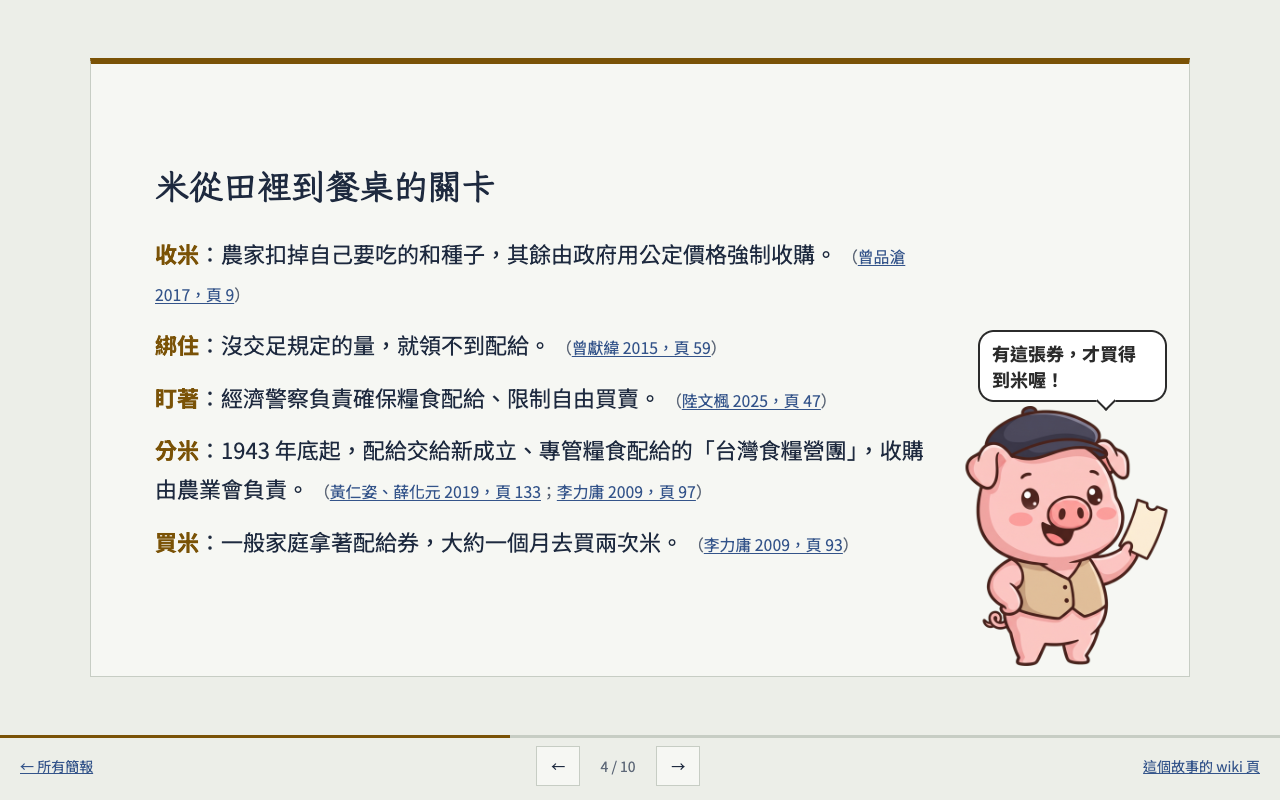 米從田裡到餐桌的關卡
收米：農家扣掉自己要吃的和種子，其餘由政府用公定價格強制收購。（曾品滄
2017，頁 9）
綁住：沒交足規定的量，就領不到配給。（曾獻緯 2015，頁 59）
盯著：經濟警察負責確保糧食配給、限制自由買賣。（陸文楓 2025，頁 47）
分米：1943 年底起，配給交給新成立、專管糧食配給的「台灣食糧營團」，收購
由農業會負責。（黃仁姿、薛化元 2019，頁 133；李力庸 2009，頁 97）
買米：一般家庭拿著配給券，大約一個月去買兩次米。（李力庸 2009，頁 93）
有這張券，才買得
到米喔！
← 所有簡報
←
4 / 10
→
這個故事的 wiki 頁